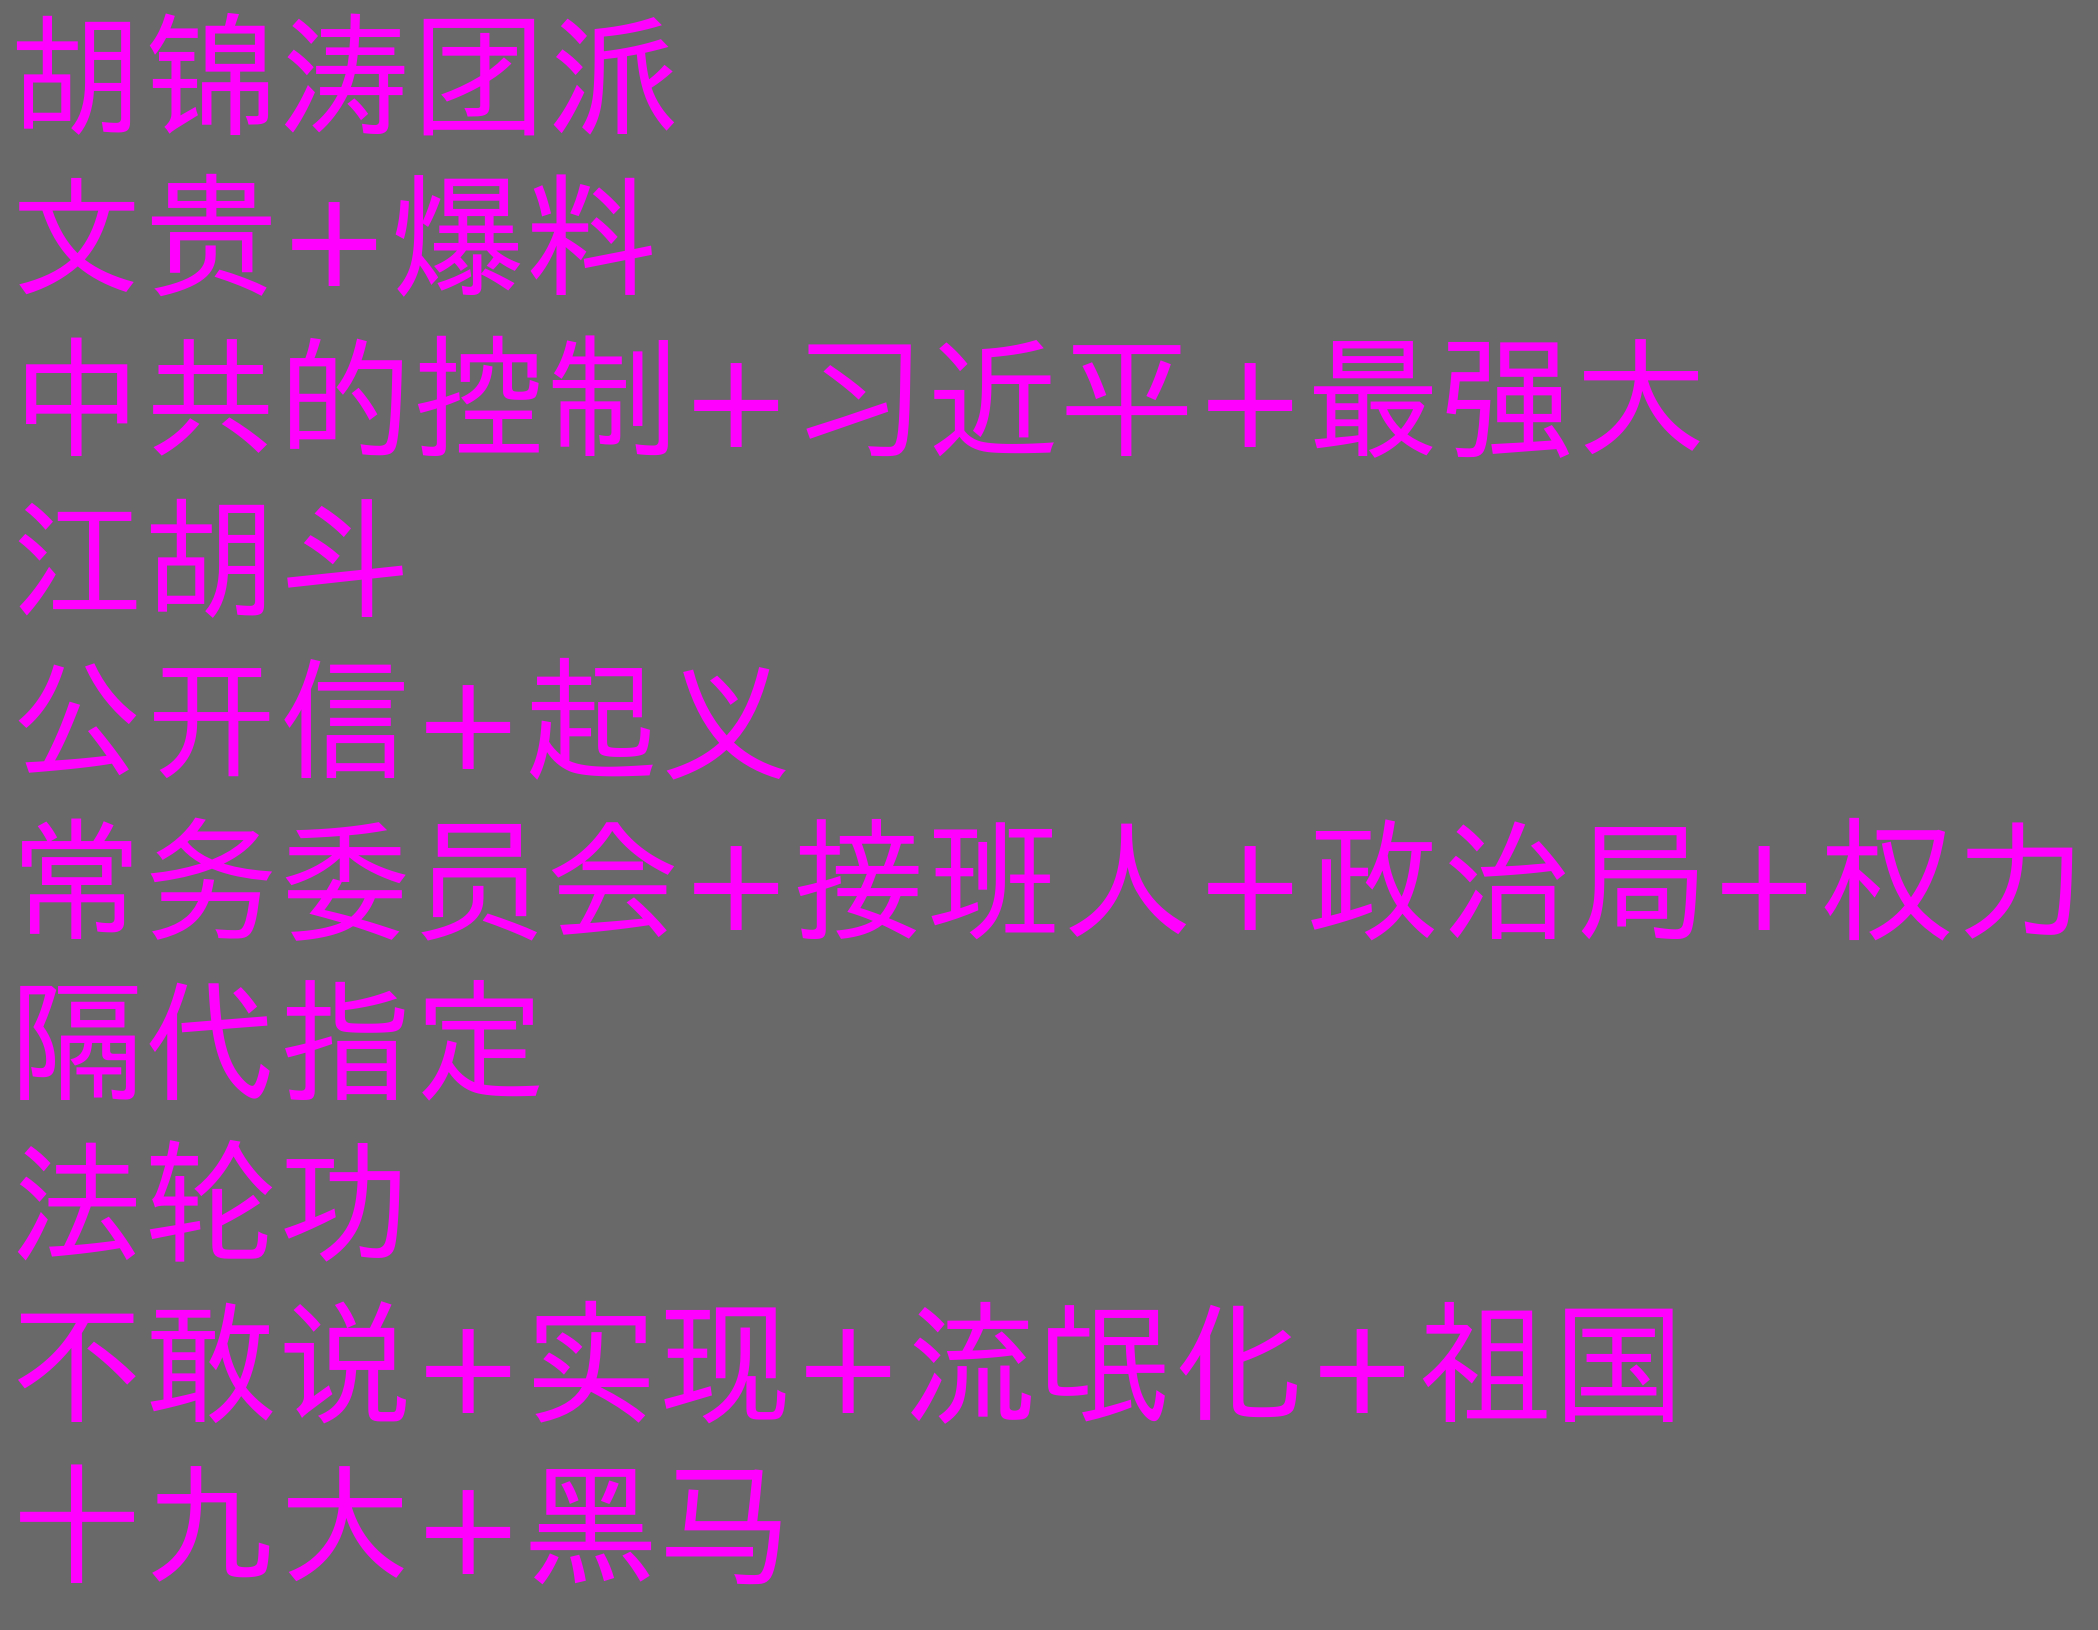 胡锦涛团派
文贵+爆料
中共的控制+习近平+最强大
江胡斗
公开信+起义
常务委员会+接班人+政治局+权力
隔代指定
法轮功
不敢说+实现+流氓化+祖国
十九大+黑马